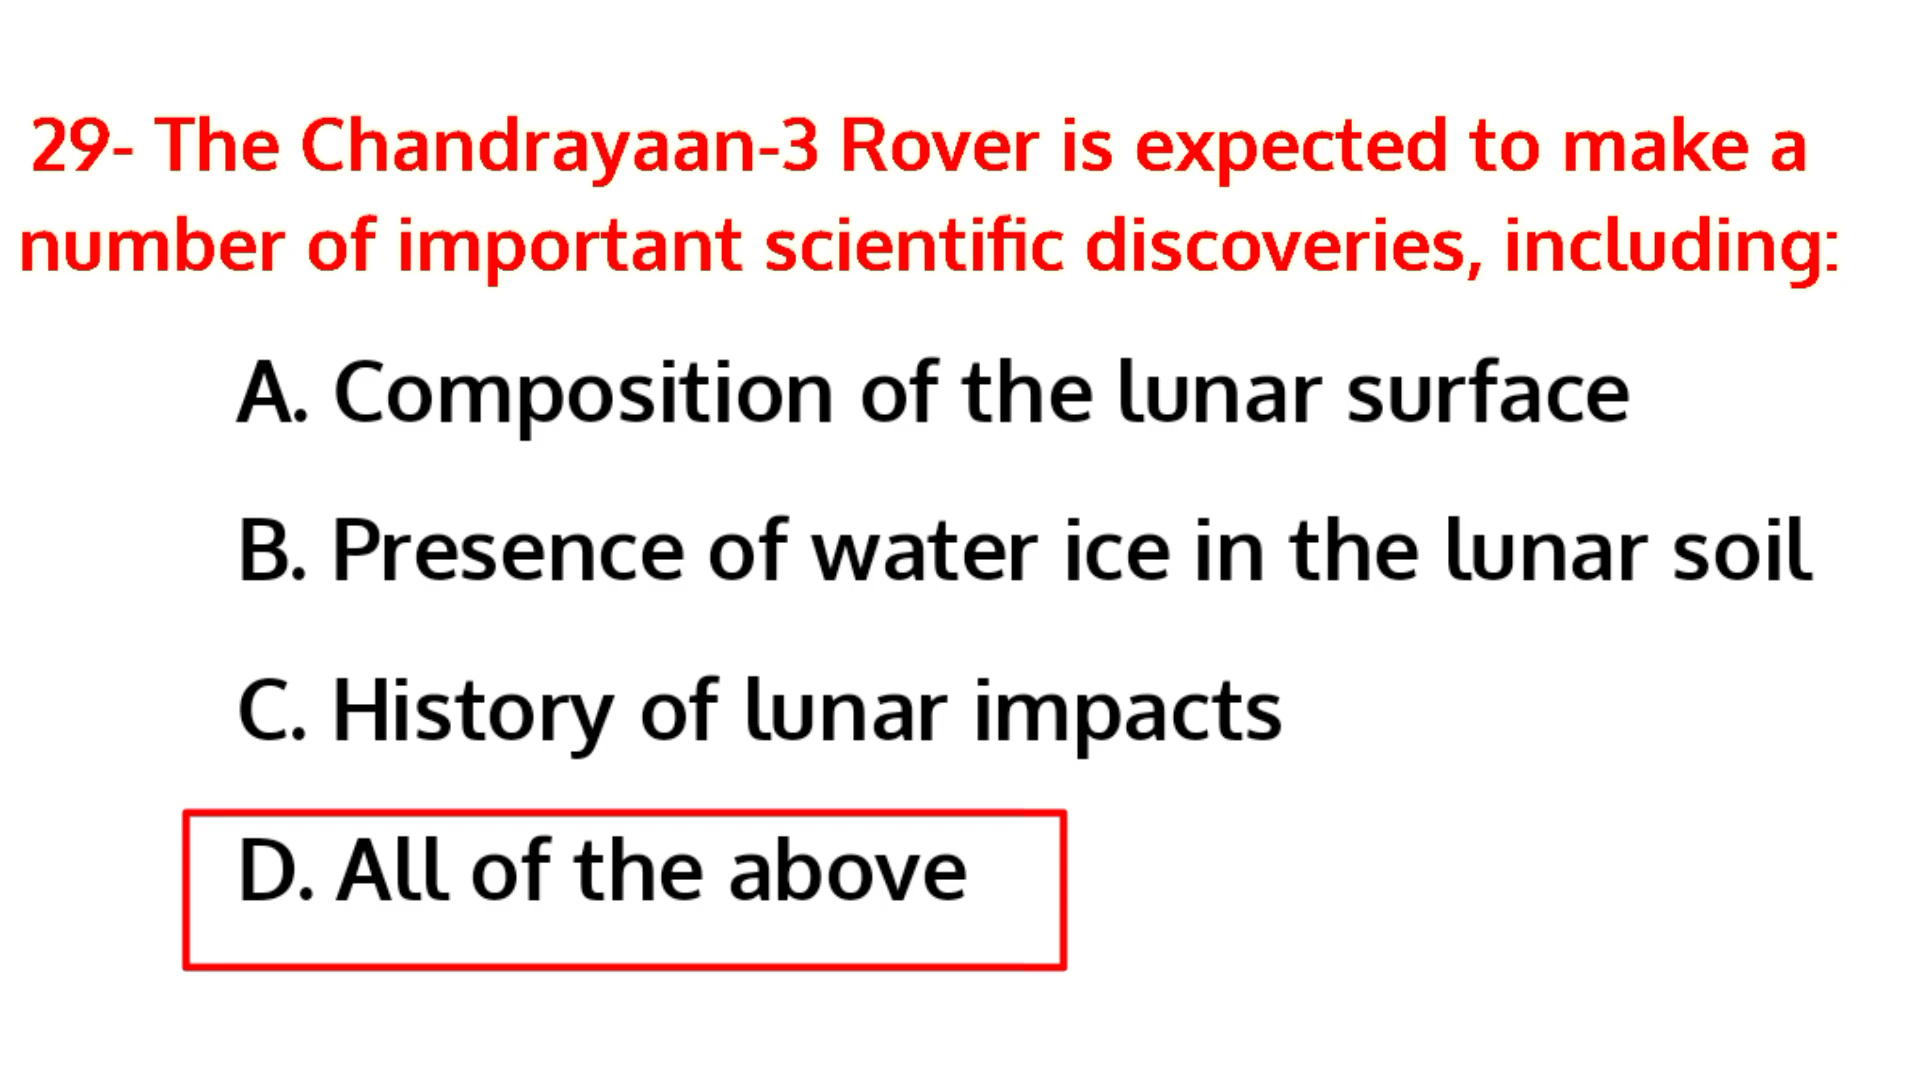 29- The Chandrayaan-3 Rover is expected to make a
number of important scientific discoveries, including:
A. Composition of the lunar surface
B. Presence of water ice in the lunar soil
C. History of lunar impacts
D. All of the above